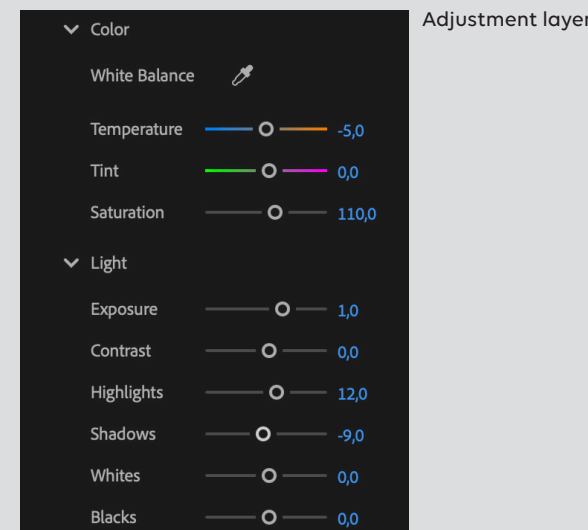 Color
White Balance
Temperature -5,0
Tint 0,0
Saturation 110,0
Light
Exposure 1,0
Contrast 0,0
Highlights 12,0
Shadows -9,0
Whites 0,0
Blacks 0,0
Adjustment